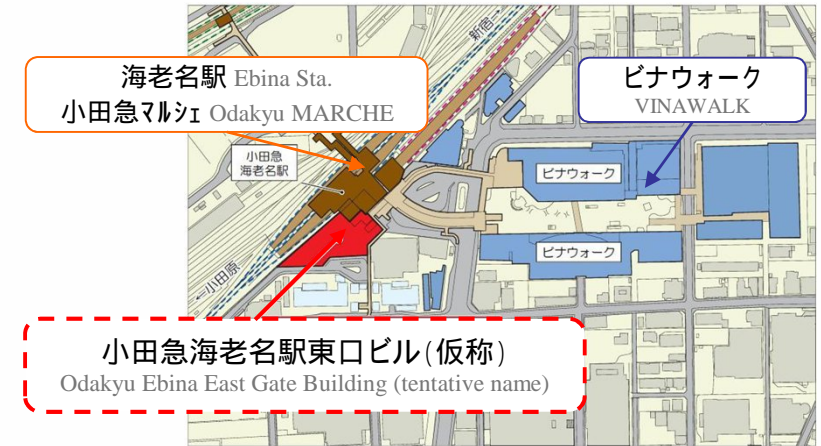 新宿→
海老名駅 Ebina Sta.
小田急ﾏﾙｼｪ Odakyu MARCHE
ビナウォーク
VINAWALK
小田急
海老名駅
ビナウォーク
ビナウォーク
←小田原
小田急海老名駅東口ビル(仮称)
Odakyu Ebina East Gate Building (tentative name)